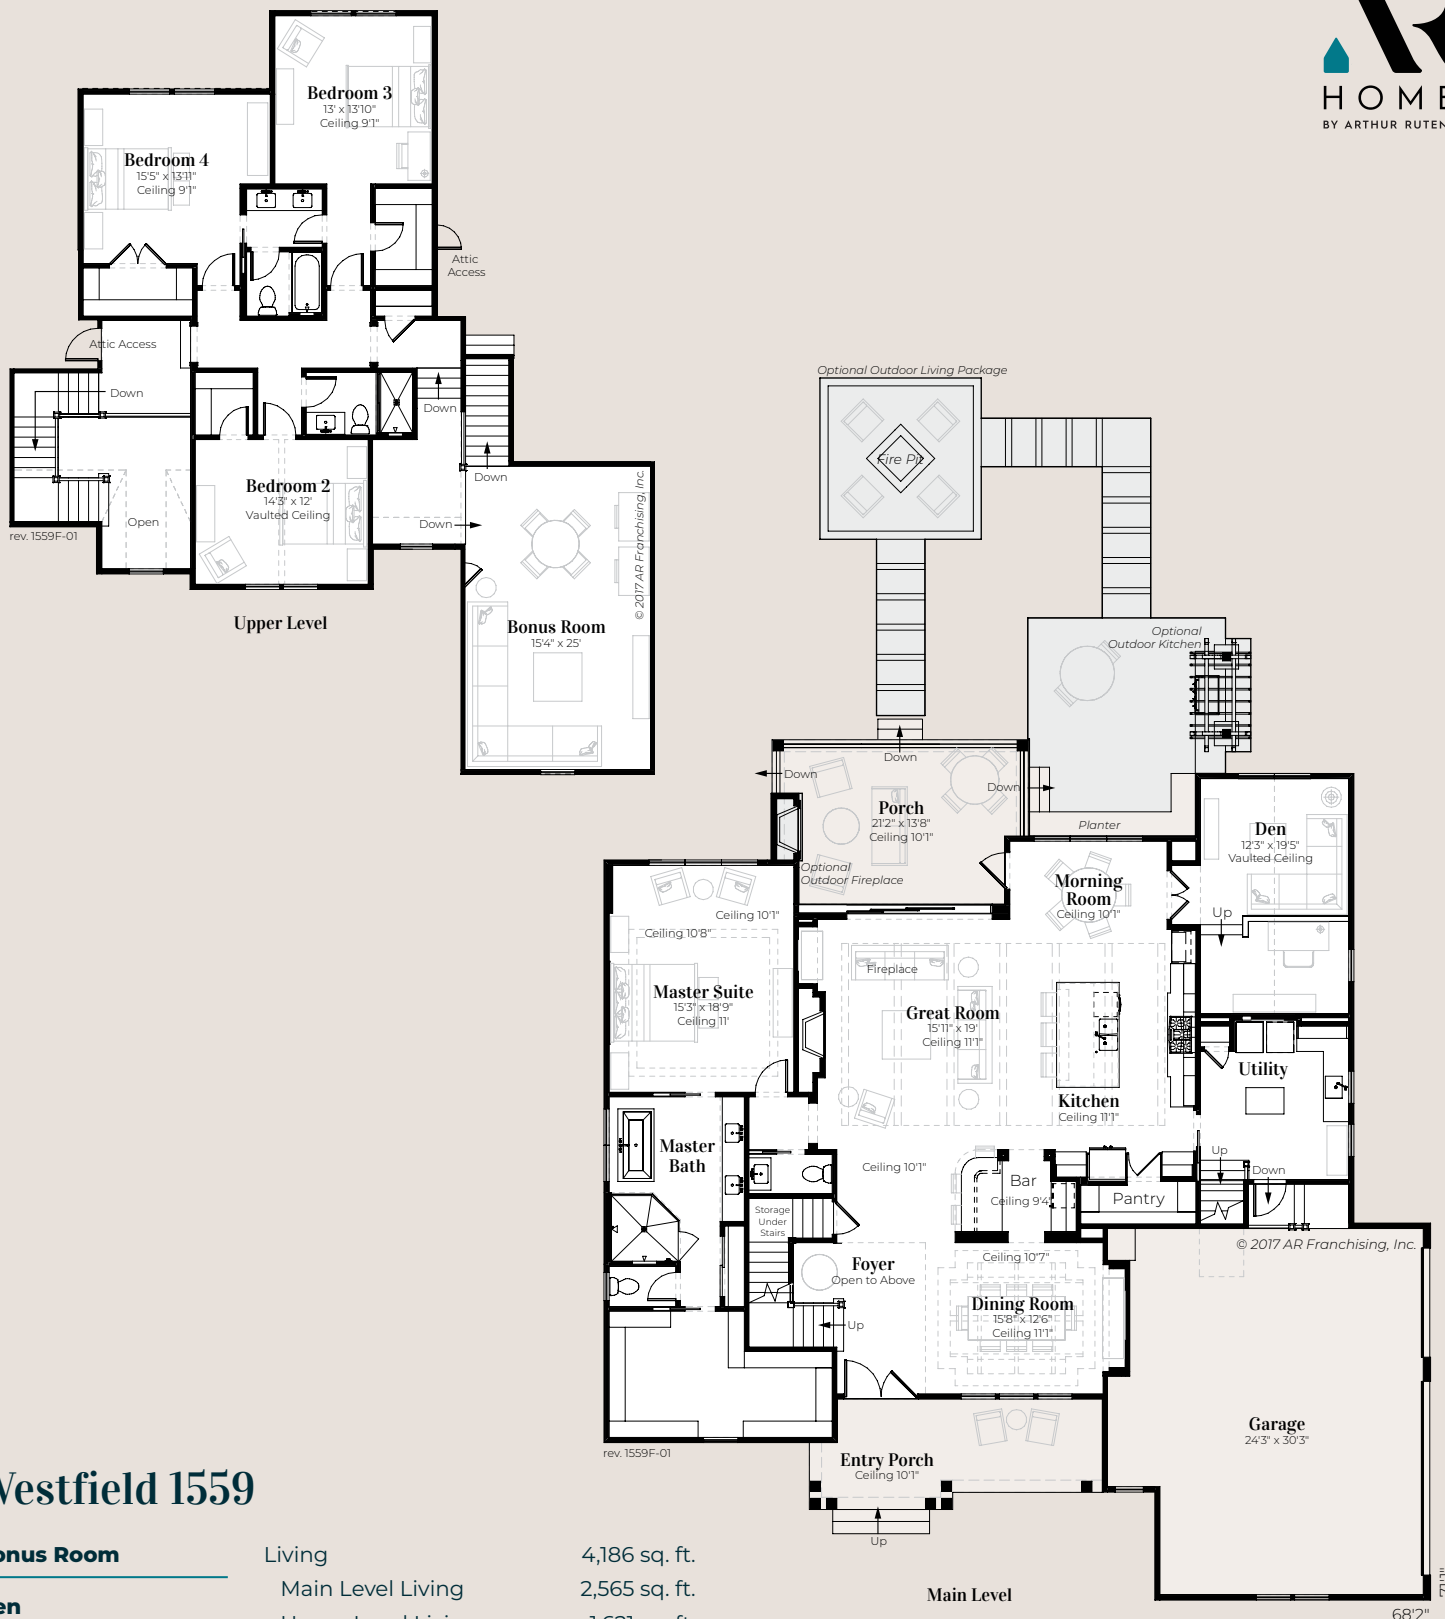 HOME
BY ARTHUR RUTEN
Bedroom 3
13' x 13'10"
Ceiling 9'1"
Bedroom 4
15'5" x 13'11"
Ceiling 9'1"
Attic
Access
Attic Access
Down
Down
Down
Down
Bedroom 2
14'3" x 12'
Vaulted Ceiling
Open
rev. 1559F-01
Upper Level
Bonus Room
15'4" x 25'
© 2017 AR Franchising, Inc.
Optional Outdoor Living Package
Fire Pit
Optional
Outdoor Kitchen
Down
Down
Down
Porch
21'2" x 13'8"
Ceiling 10'1"
Optional
Outdoor Fireplace
Planter
Den
12'3" x 19'5"
Vaulted Ceiling
Up
Morning
Room
Ceiling 10'1"
Ceiling 10'1"
Ceiling 10'8"
Master Suite
15'3" x 18'9"
Ceiling 11'
Fireplace
Great Room
15'11" x 19'
Ceiling 11'1"
Kitchen
Ceiling 11'1"
Utility
Up
Down
Master
Bath
Ceiling 10'1"
Bar
Ceiling 9'4"
Pantry
Storage
Under
Stairs
Foyer
Open to Above
Up
Ceiling 10'7"
Dining Room
15'8" x 12'6"
Ceiling 11'1"
© 2017 AR Franchising, Inc.
Garage
24'3" x 30'3"
Entry Porch
Ceiling 10'1"
Up
rev. 1559F-01
Main Level
68'2"
Westfield 1559
onus Room
en
Living 4,186 sq. ft.
Main Level Living 2,565 sq. ft.